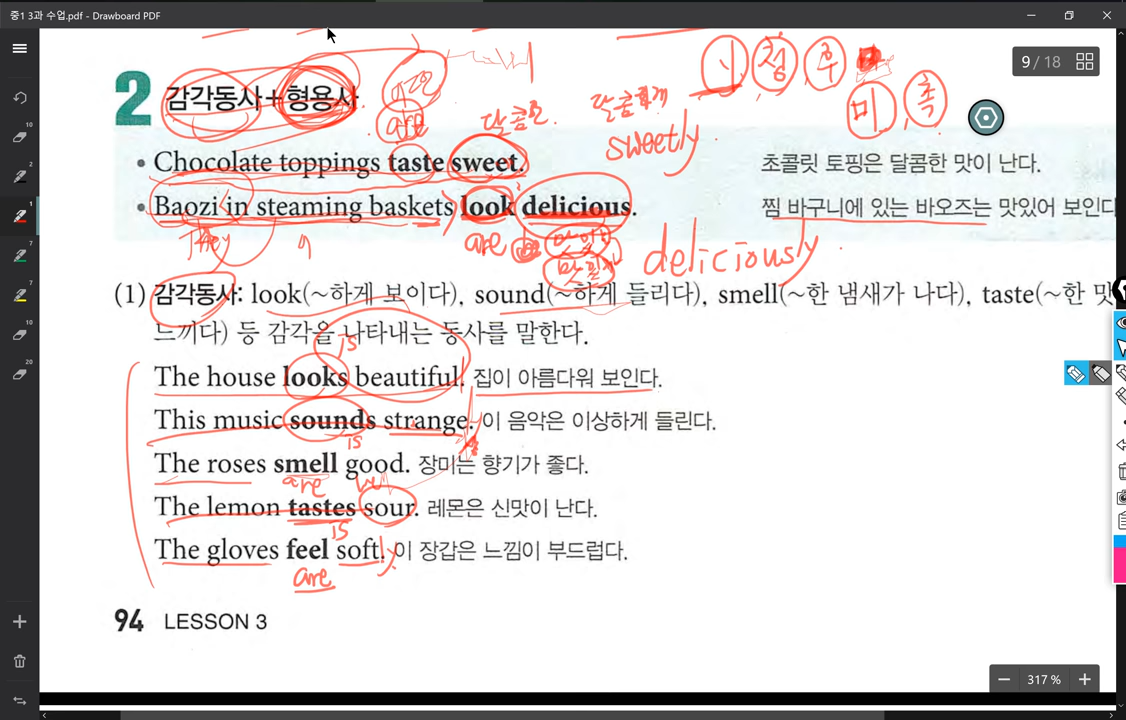 중1 3과 수업.pdf - Drawboard PDF
9 / 18
시 청 후
미 촉
2 감각동사+형용사
are
달콤한 달콤하게
sweetly
• Chocolate toppings taste sweet. 초콜릿 토핑은 달콤한 맛이 난다.
• Baozi in steaming baskets look delicious. 찜 바구니에 있는 바오즈는 맛있어 보인다
They are deliciously
(1) 감각동사: look(~하게 보이다), sound(~하게 들리다), smell(~한 냄새가 나다), taste(~한 맛
느끼다) 등 감각을 나타내는 동사를 말한다.
is
The house looks beautiful. 집이 아름다워 보인다.
This music sounds strange. 이 음악은 이상하게 들린다.
is
The roses smell good. 장미는 향기가 좋다.
are
The lemon tastes sour. 레몬은 신맛이 난다.
is
The gloves feel soft. 이 장갑은 느낌이 부드럽다.
ly
are
94 LESSON 3
317 %
10
2
1
7
7
10
20